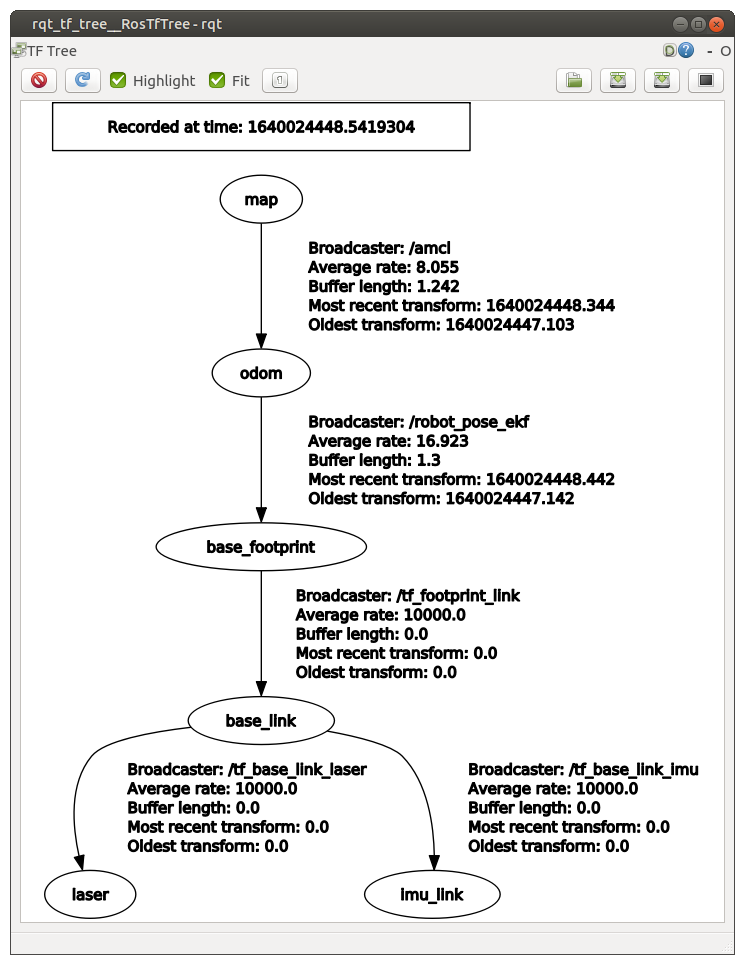 rqt_tf_tree__RosTfTree - rqt
TF Tree
D ? - O
Highlight Fit
Recorded at time: 1640024448.5419304
map
Broadcaster: /amcl
Average rate: 8.055
Buffer length: 1.242
Most recent transform: 1640024448.344
Oldest transform: 1640024447.103
odom
Broadcaster: /robot_pose_ekf
Average rate: 16.923
Buffer length: 1.3
Most recent transform: 1640024448.442
Oldest transform: 1640024447.142
base_footprint
Broadcaster: /tf_footprint_link
Average rate: 10000.0
Buffer length: 0.0
Most recent transform: 0.0
Oldest transform: 0.0
base_link
Broadcaster: /tf_base_link_laser
Average rate: 10000.0
Buffer length: 0.0
Most recent transform: 0.0
Oldest transform: 0.0
Broadcaster: /tf_base_link_imu
Average rate: 10000.0
Buffer length: 0.0
Most recent transform: 0.0
Oldest transform: 0.0
laser
imu_link